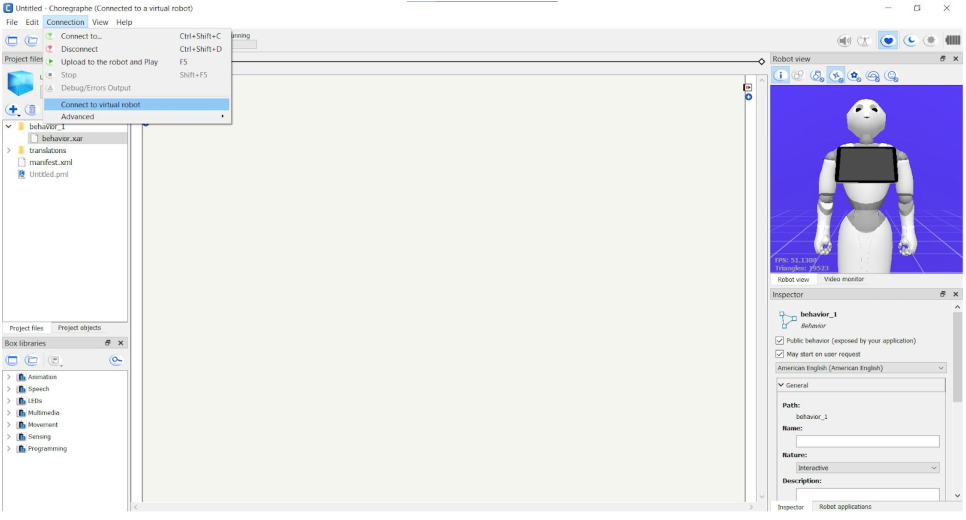 Untitled - Choregraphe (Connected to a virtual robot)
File Edit Connection View Help
Connect to... Ctrl+Shift+C
Disconnect Ctrl+Shift+D
Upload to the robot and Play F5
Stop Shift+F5
Debug/Errors Output
Connect to virtual robot
Advanced
Project files
behavior_1
behavior.xar
translations
manifest.xml
Untitled.pml
Project files Project objects
Box libraries
Animation
Speech
LEDs
Multimedia
Movement
Sensing
Programming
Robot view
FPS: 51.1300
Triangles: 19523
Robot view Video monitor
Inspector
behavior_1
Behavior
Public behavior (exposed by your application)
May start on user request
American English (American English)
General
Path:
behavior_1
Name:
Nature:
Interactive
Description:
Inspector Robot applications